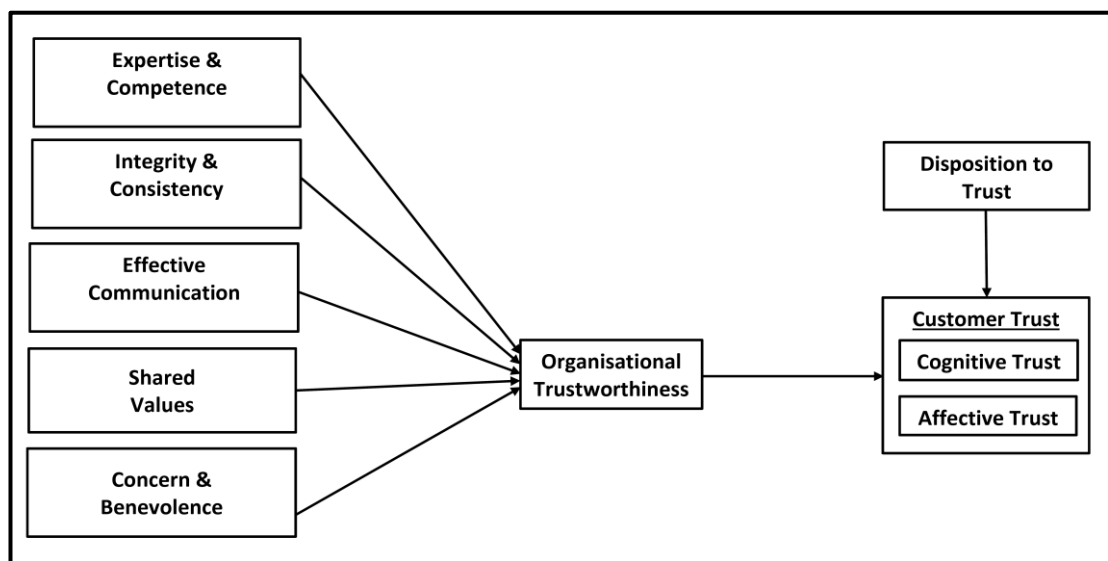 Expertise &
Competence
Integrity &
Consistency
Effective
Communication
Shared
Values
Concern &
Benevolence
Organisational
Trustworthiness
Disposition to
Trust
Customer Trust
Cognitive Trust
Affective Trust